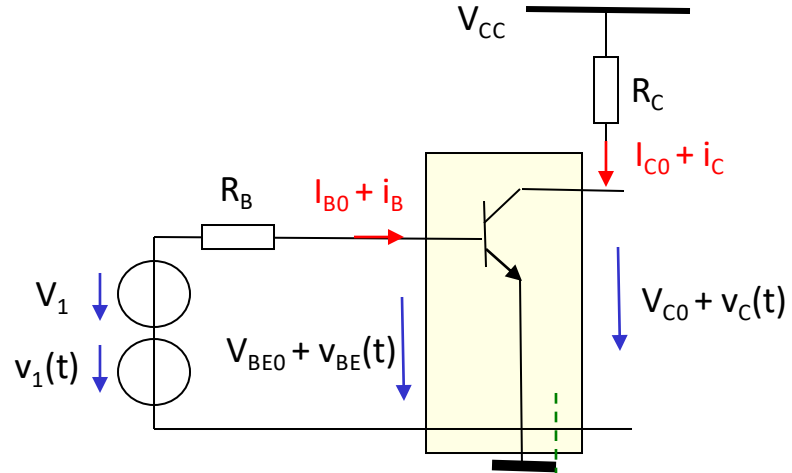 V_CC
R_C
I_C0 + i_C
R_B
I_B0 + i_B
V_1
V_C0 + v_C(t)
v_1(t)
V_BE0 + v_BE(t)